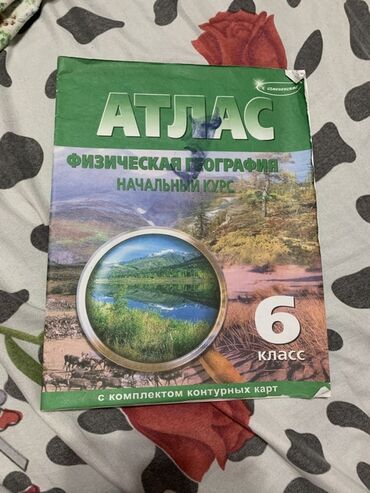 АТЛАС
ФИЗИЧЕСКАЯ ГЕОГРАФИЯ
НАЧАЛЬНЫЙ КУРС
6
КЛАСС
С КОМПЛЕКТОМ КОНТУРНЫХ КАРТ